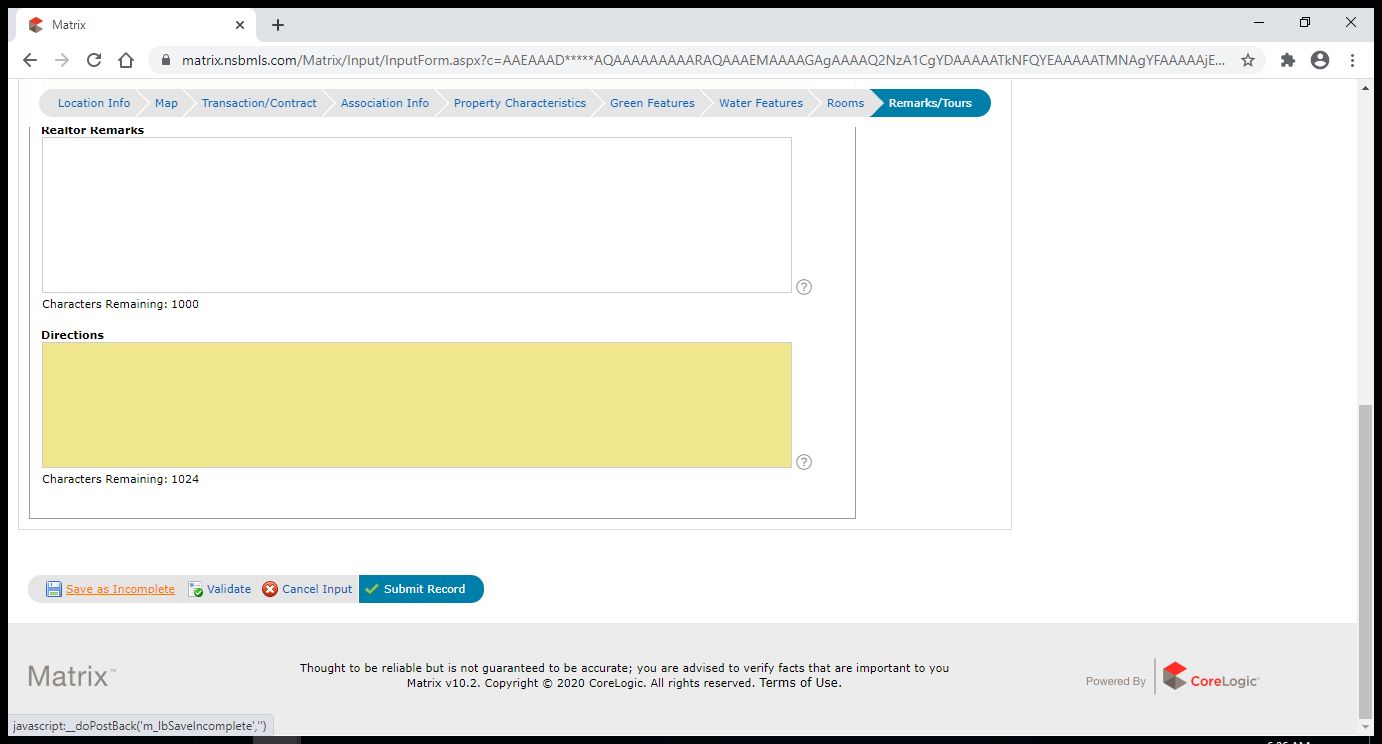 Matrix
matrix.nsbmls.com/Matrix/Input/InputForm.aspx?c=AAEAAAD*****AQAAAAAAAAARAQAAAEMAAAAGAgAAAAQ2NzA1CgYDAAAAATkNFQYEAAAAATMNAgYFAAAAAjE...
Location Info Map Transaction/Contract Association Info Property Characteristics Green Features Water Features Rooms Remarks/Tours
Realtor Remarks
?
Characters Remaining: 1000
Directions
?
Characters Remaining: 1024
Save as Incomplete Validate Cancel Input Submit Record
Matrix™
Thought to be reliable but is not guaranteed to be accurate; you are advised to verify facts that are important to you
Matrix v10.2. Copyright © 2020 CoreLogic. All rights reserved. Terms of Use.
Powered By CoreLogic
javascript:__doPostBack('m_lbSaveIncomplete','')